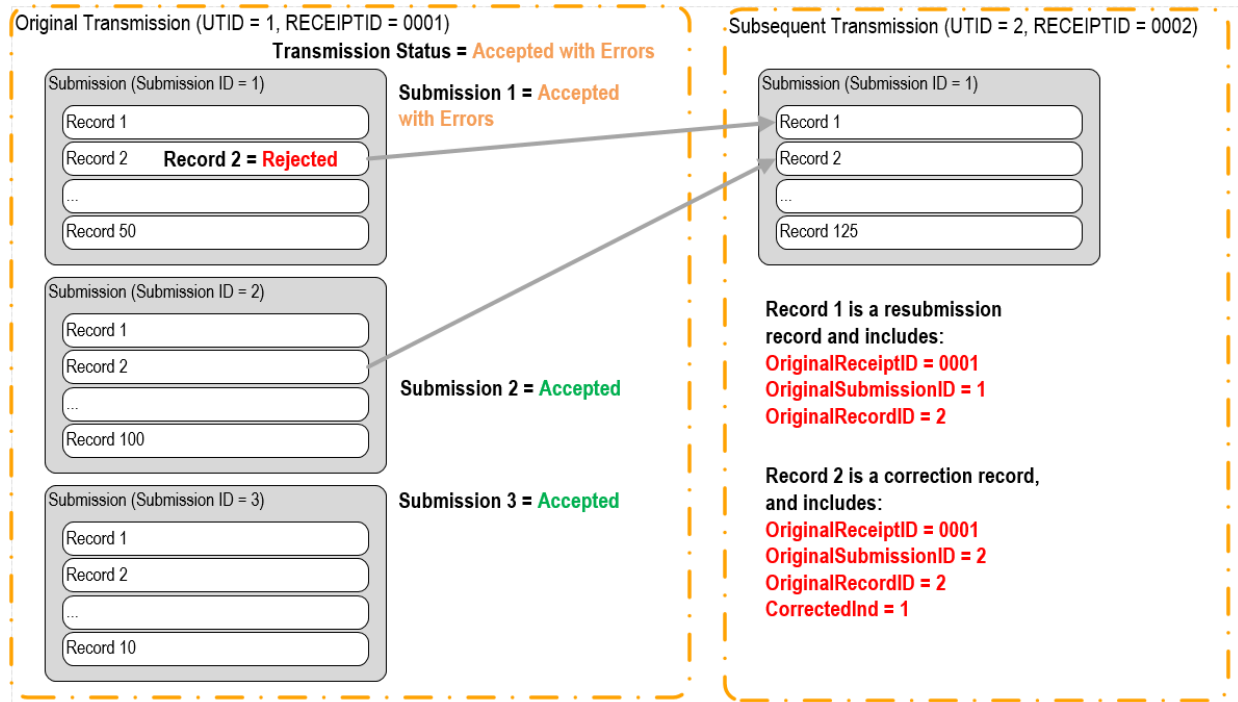 Original Transmission (UTID = 1, RECEIPTID = 0001)
Transmission Status = Accepted with Errors
Submission (Submission ID = 1)
Record 1
Record 2 Record 2 = Rejected
...
Record 50
Submission 1 = Accepted
with Errors
Submission (Submission ID = 2)
Record 1
Record 2
...
Record 100
Submission 2 = Accepted
Submission (Submission ID = 3)
Record 1
Record 2
...
Record 10
Submission 3 = Accepted
Subsequent Transmission (UTID = 2, RECEIPTID = 0002)
Submission (Submission ID = 1)
Record 1
Record 2
...
Record 125
Record 1 is a resubmission
record and includes:
OriginalReceiptID = 0001
OriginalSubmissionID = 1
OriginalRecordID = 2
Record 2 is a correction record,
and includes:
OriginalReceiptID = 0001
OriginalSubmissionID = 2
OriginalRecordID = 2
CorrectedInd = 1